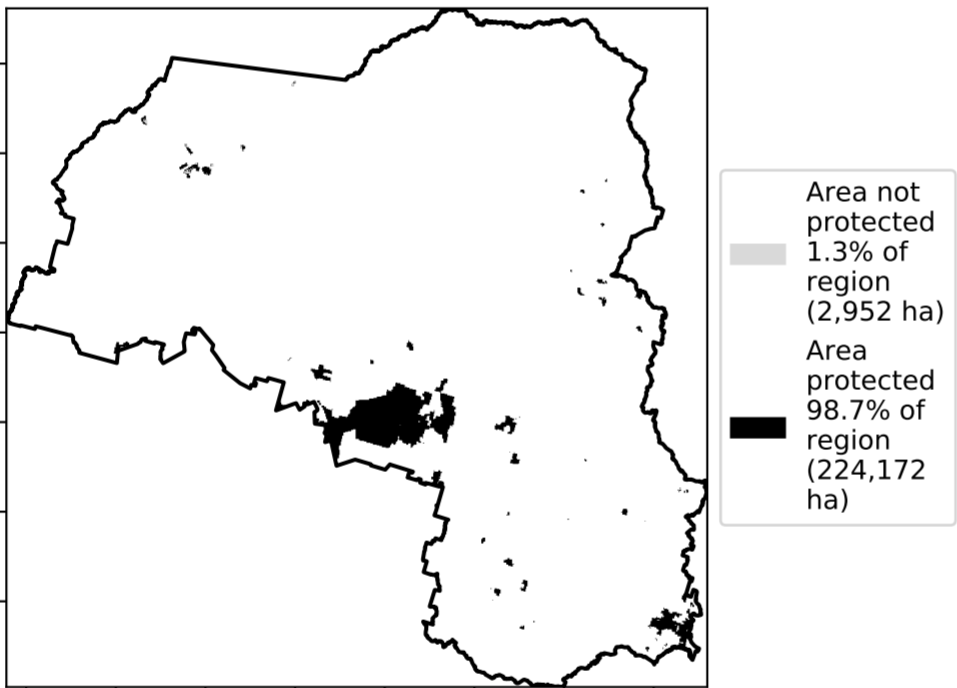 Area not
protected
1.3% of
region
(2,952 ha)
Area
protected
98.7% of
region
(224,172
ha)